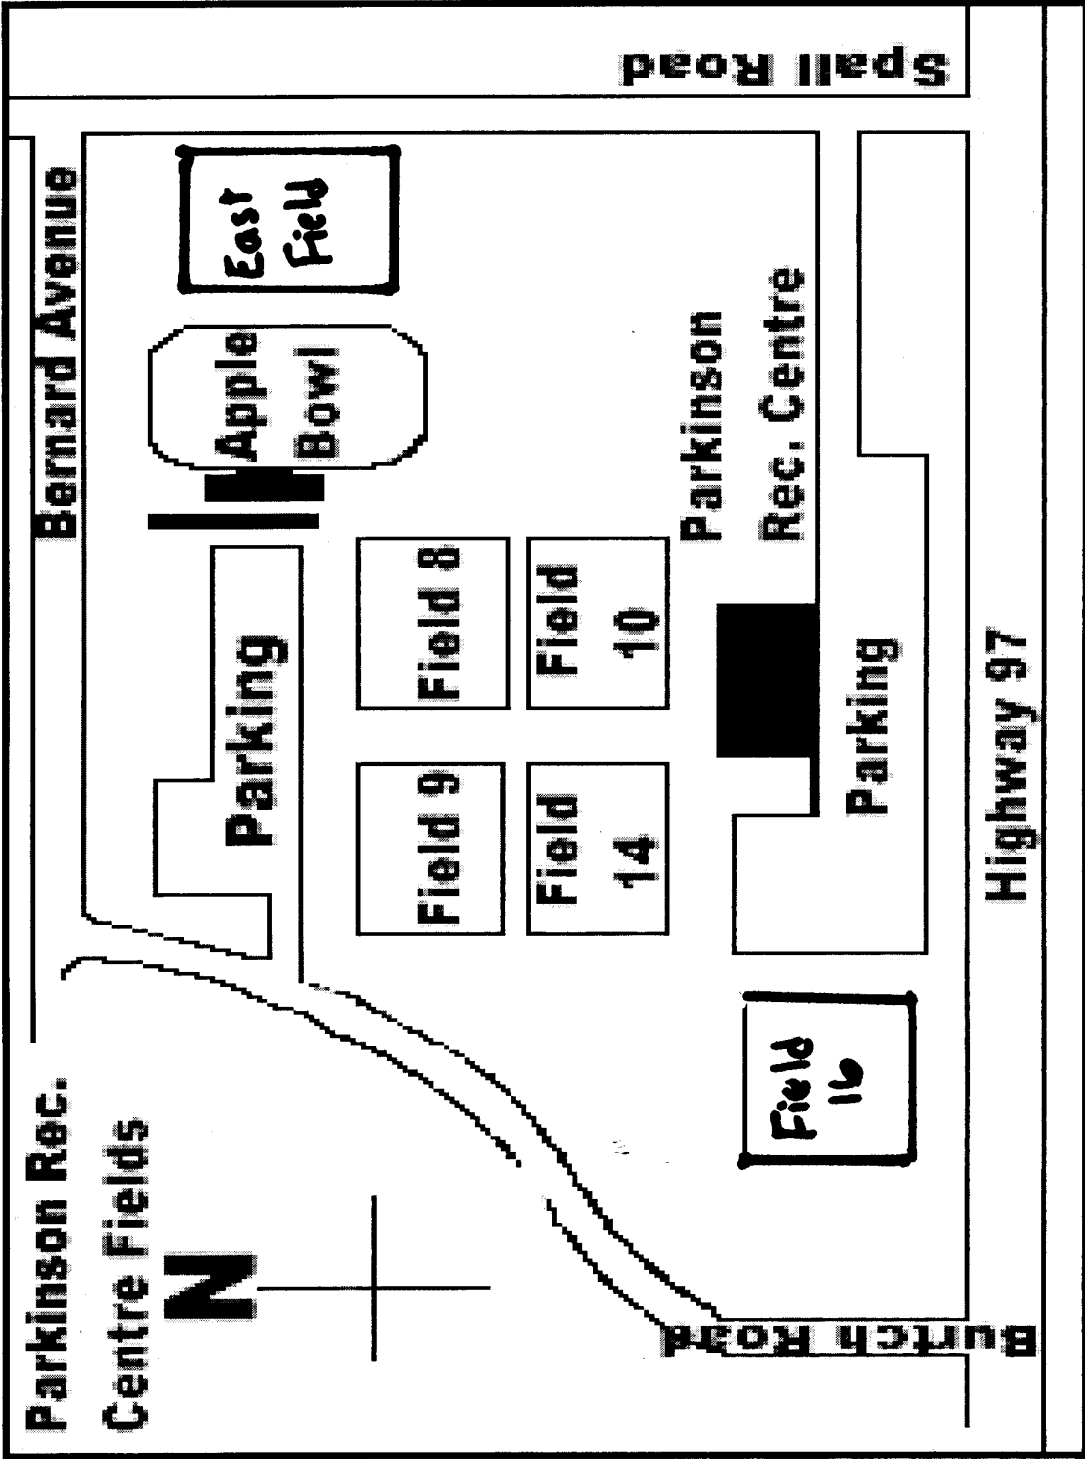 Parkinson Rec.
Centre Fields
N
Bernard Avenue
Spall Road
East
Field
Apple
Bowl
Parking
Field 9
Field 8
Field
14
Field
10
Parkinson
Rec. Centre
Parking
Field
16
Burtch Road
Highway 97